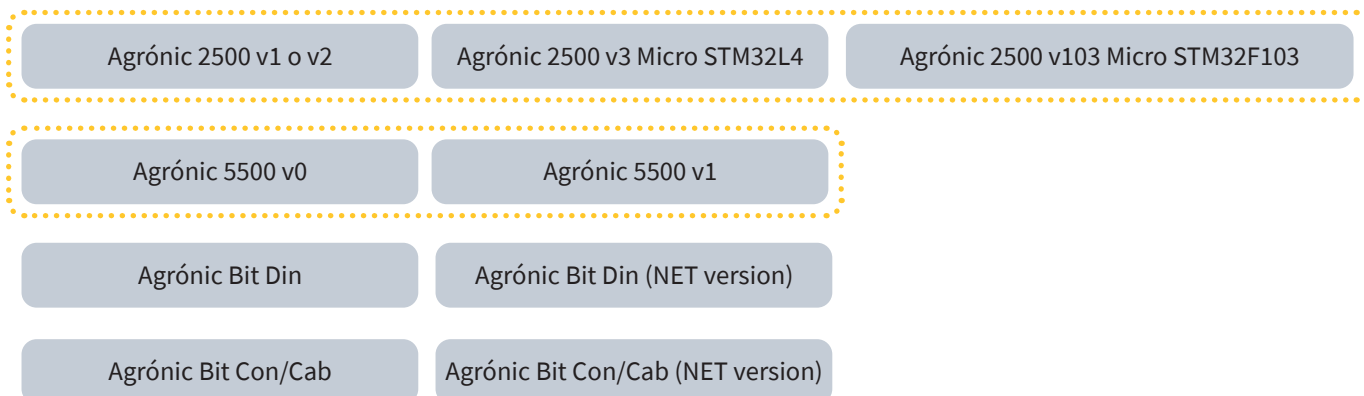 Agrónic 2500 v1 o v2
Agrónic 2500 v3 Micro STM32L4
Agrónic 2500 v103 Micro STM32F103
Agrónic 5500 v0
Agrónic 5500 v1
Agrónic Bit Din
Agrónic Bit Din (NET version)
Agrónic Bit Con/Cab
Agrónic Bit Con/Cab (NET version)